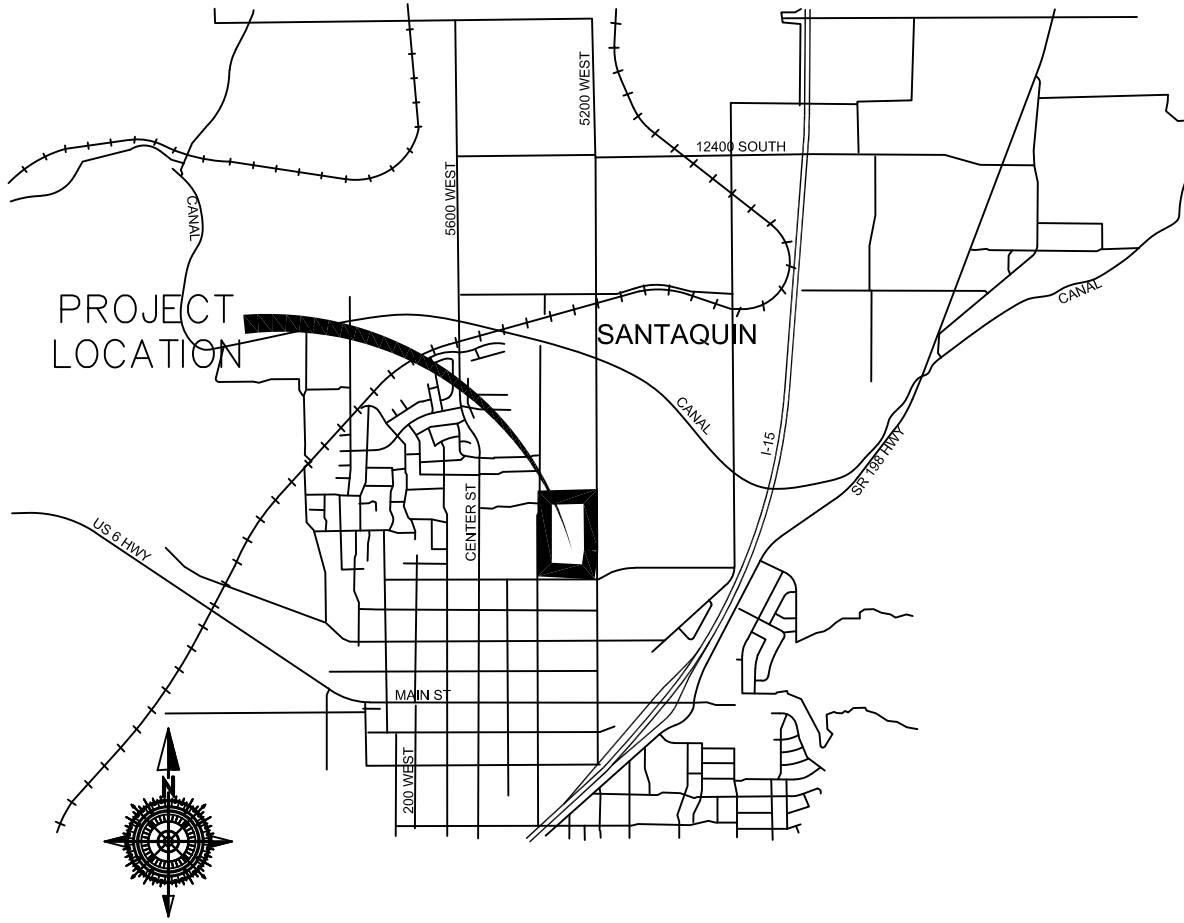 5200 WEST
12400 SOUTH
5600 WEST
CANAL
CANAL
PROJECT
LOCATION
SANTAQUIN
CANAL
I-15
SR 198 HWY
CENTER ST
US 6 HWY
MAIN ST
200 WEST
N